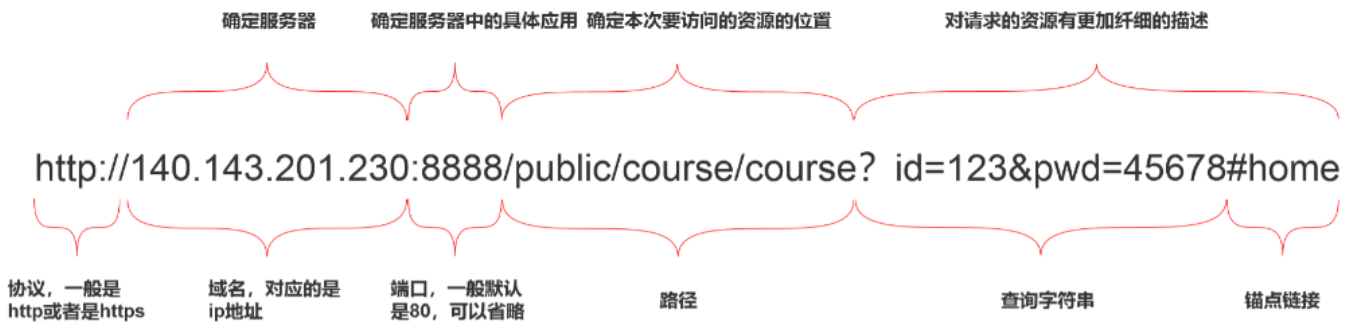 确定服务器
确定服务器中的具体应用
确定本次要访问的资源的位置
对请求的资源有更加纤细的描述
http://140.143.201.230:8888/public/course/course？ id=123&pwd=45678#home
协议，一般是
http或者是https
域名，对应的是
ip地址
端口，一般默认
是80，可以省略
路径
查询字符串
锚点链接